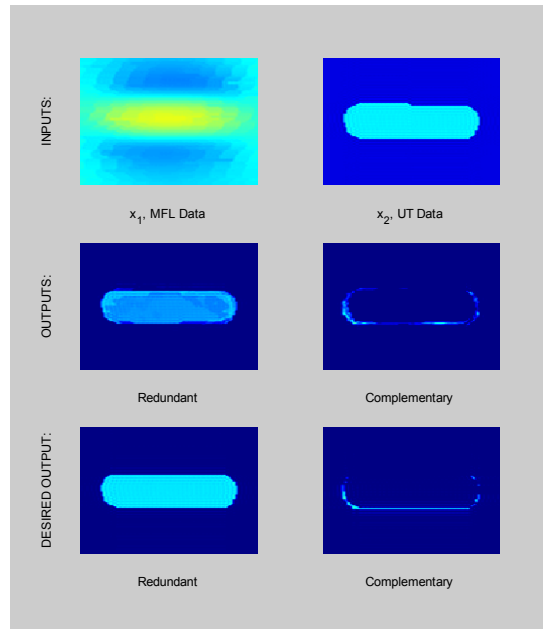 INPUTS:
x1, MFL Data
x2, UT Data
OUTPUTS:
Redundant
Complementary
DESIRED OUTPUT:
Redundant
Complementary